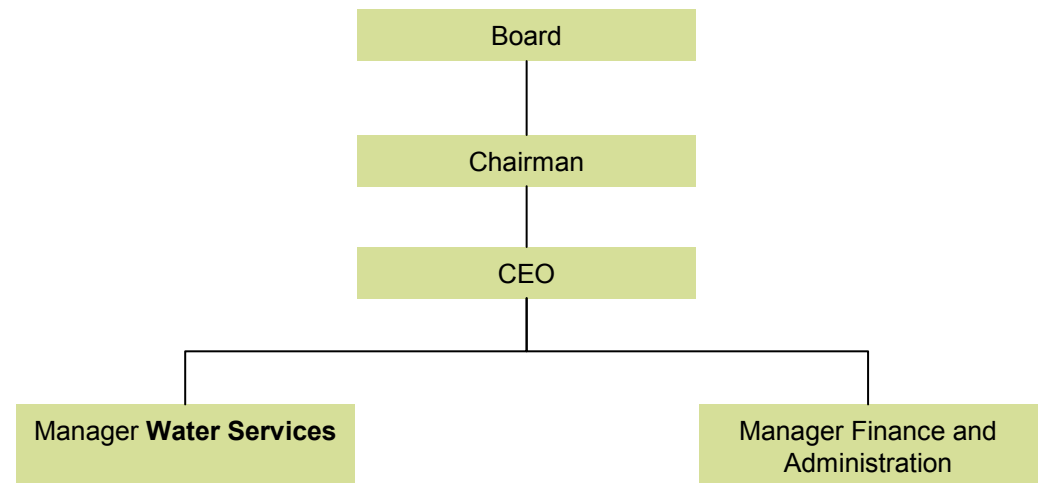 Board
Chairman
CEO
Manager Water Services
Manager Finance and
Administration